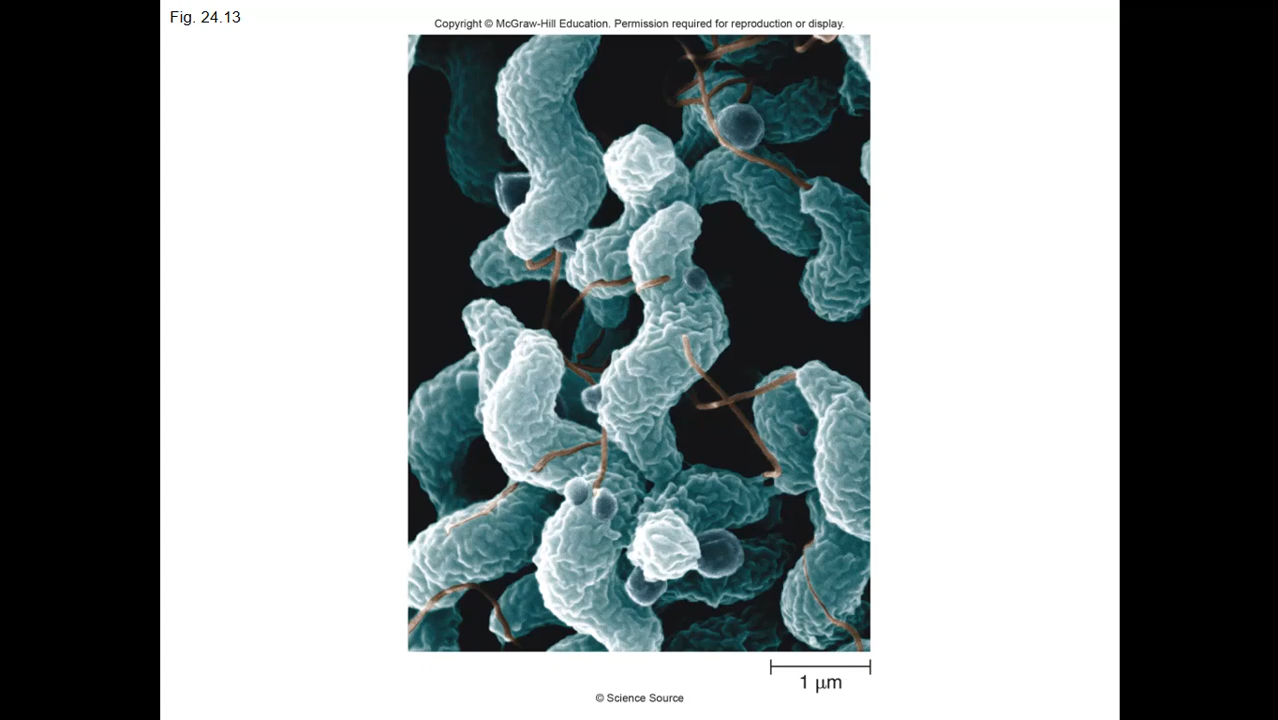 Fig. 24.13
Copyright © McGraw-Hill Education. Permission required for reproduction or display.
1 μm
© Science Source